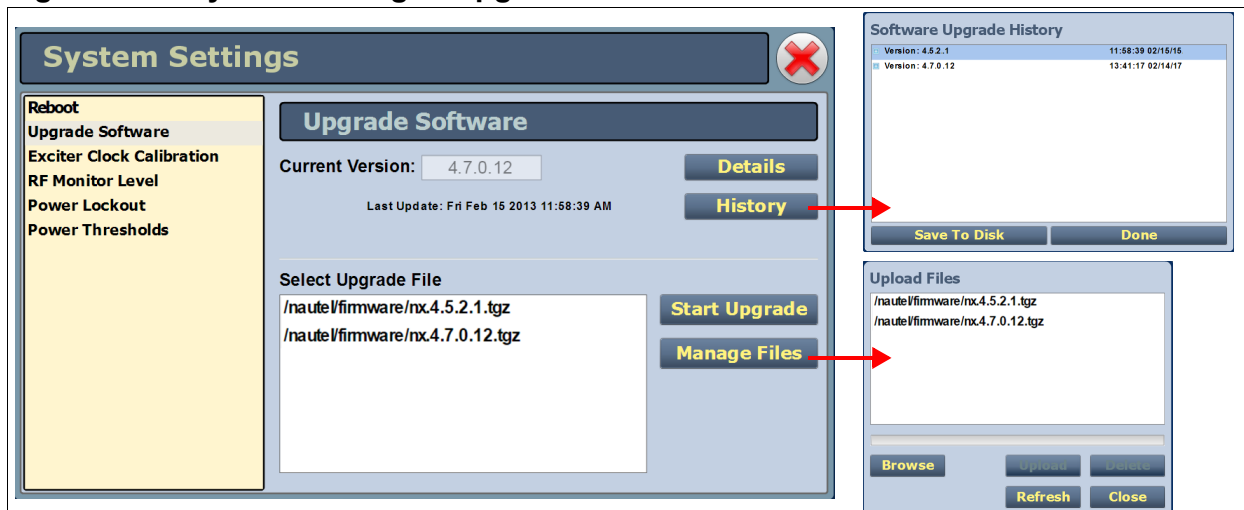 System Settings
Reboot
Upgrade Software
Exciter Clock Calibration
RF Monitor Level
Power Lockout
Power Thresholds
Upgrade Software
Current Version: 4.7.0.12
Details
Last Update: Fri Feb 15 2013 11:58:39 AM
History
Select Upgrade File
/nautel/firmware/nx.4.5.2.1.tgz
/nautel/firmware/nx.4.7.0.12.tgz
Start Upgrade
Manage Files
Software Upgrade History
Version: 4.5.2.1 11:58:39 02/15/15
Version: 4.7.0.12 13:41:17 02/14/17
Save To Disk Done
Upload Files
/nautel/firmware/nx.4.5.2.1.tgz
/nautel/firmware/nx.4.7.0.12.tgz
Browse Upload Delete
Refresh Close